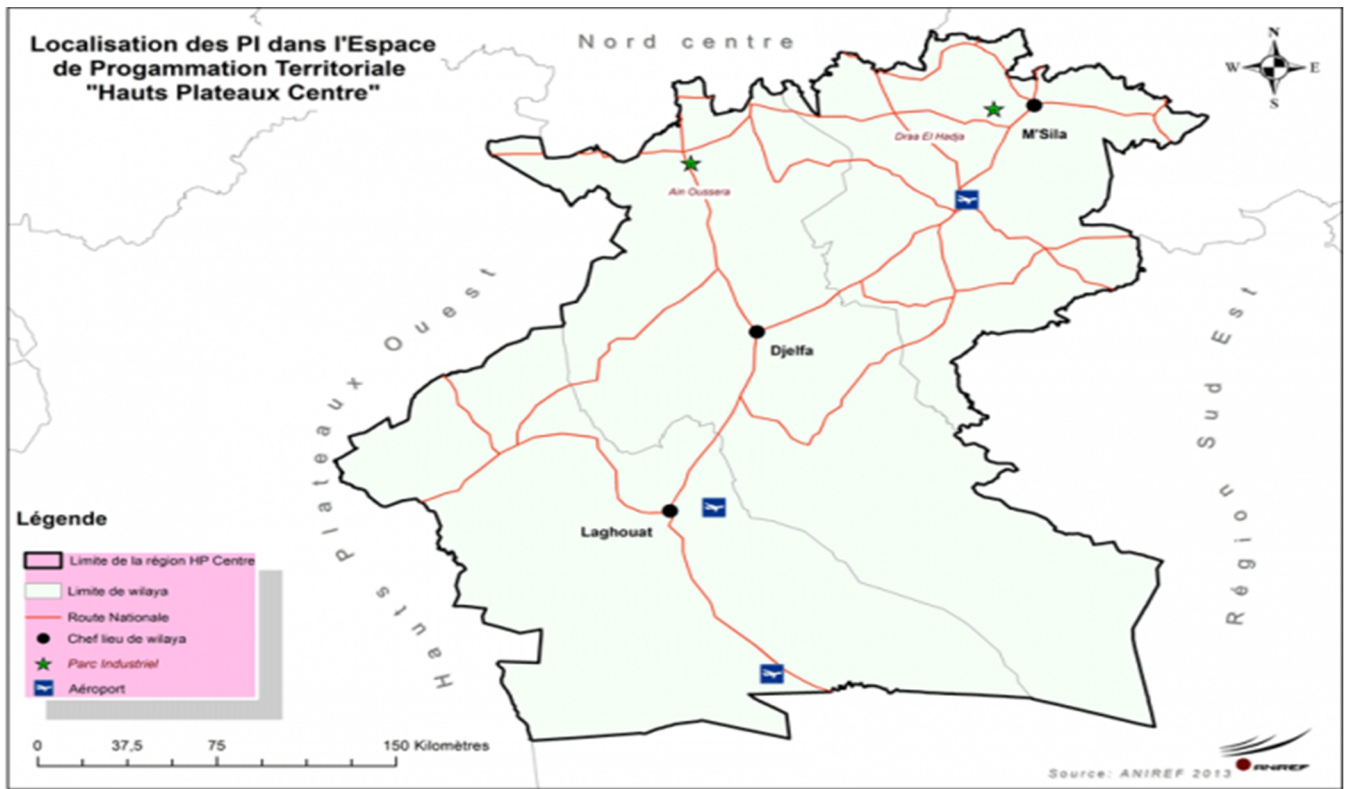 Localisation des PI dans l'Espace
de Progammation Territoriale
"Hauts Plateaux Centre"
Nord centre
N
W E
S
M'Sila
Draa El Hadja
Ain Oussera
Hauts Plateaux Ouest
Région Sud Est
Djelfa
Laghouat
Légende
Limite de la région HP Centre
Limite de wilaya
Route Nationale
Chef lieu de wilaya
Parc Industriel
Aéroport
0 37,5 75 150 Kilomètres
Source: ANIREF 2013
ANIREF